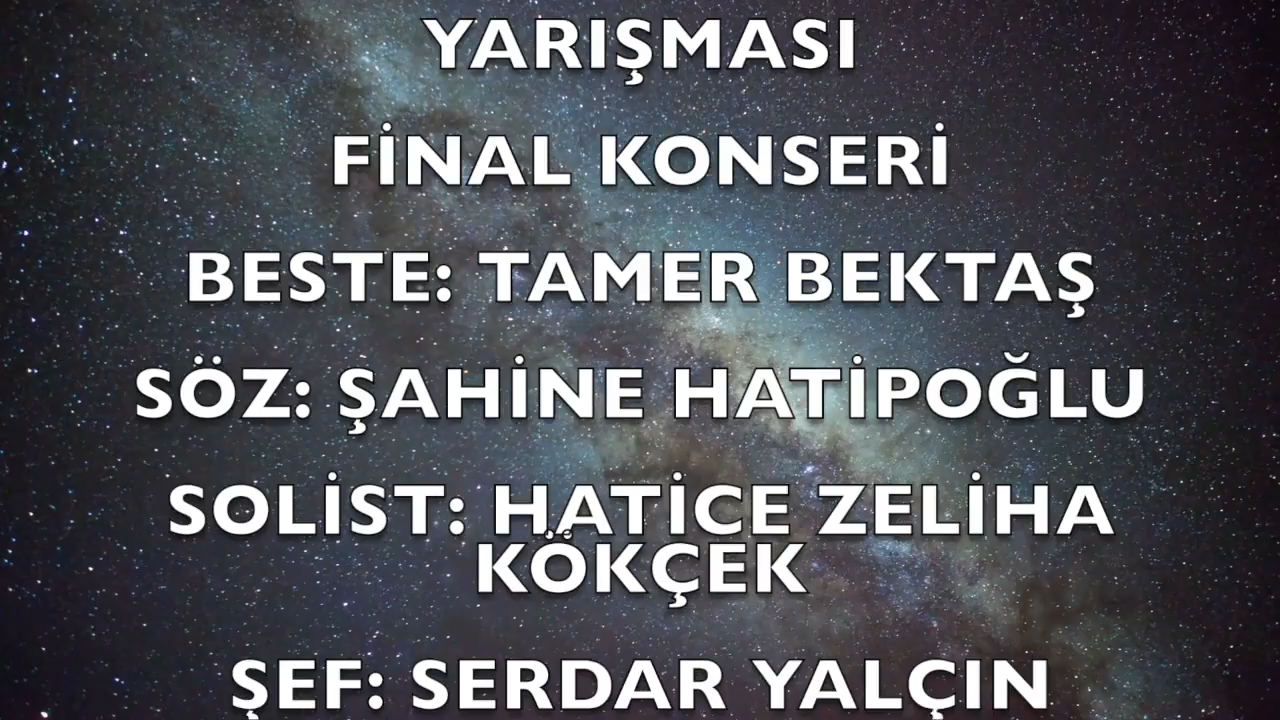 YARIŞMASI
FİNAL KONSERİ
BESTE: TAMER BEKTAŞ
SÖZ: ŞAHİNE HATİPOĞLU
SOLİST: HATİCE ZELİHA
KÖKÇEK
ŞEF: SERDAR YALÇIN